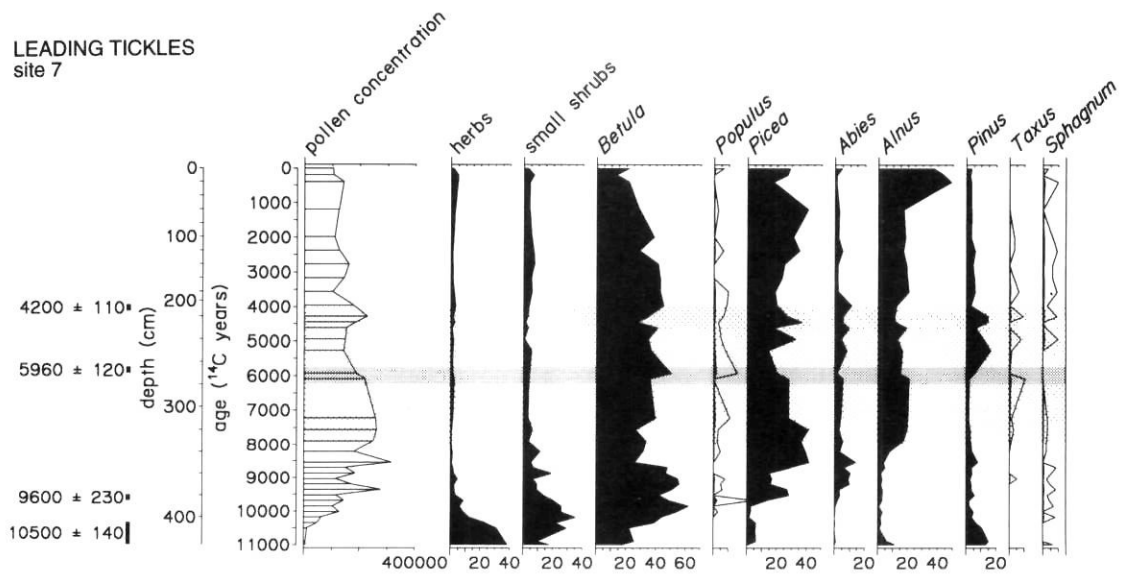 LEADING TICKLES
site 7
pollen concentration
herbs
small shrubs
Betula
Populus
Picea
Abies
Alnus
Pinus
Taxus
Sphagnum
depth (cm)
0
100
200
300
400
age (¹⁴C years)
0
1000
2000
3000
4000
5000
6000
7000
8000
9000
10000
11000
4200 ± 110
5960 ± 120
9600 ± 230
10500 ± 140
400000
20 40
20 40
20 40 60
20 40
20
20 40
20